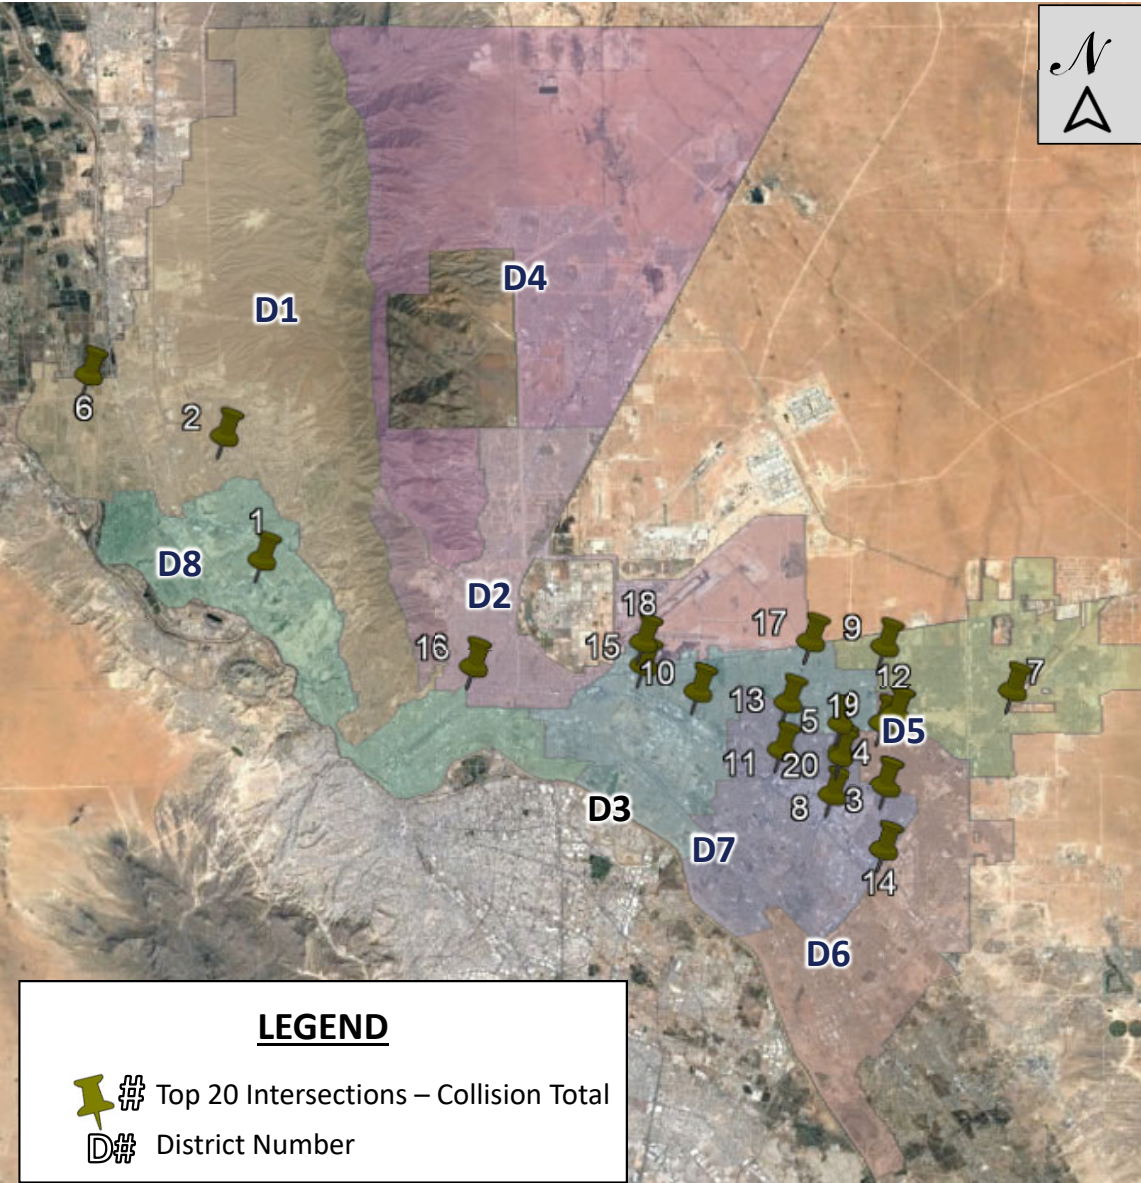 N
D4
D1
6
2
1
D8
D2
18
17
9
16
15
10
12
7
13
5
19
D5
11
20
4
8
3
D3
D7
14
D6
LEGEND
# Top 20 Intersections – Collision Total
D# District Number